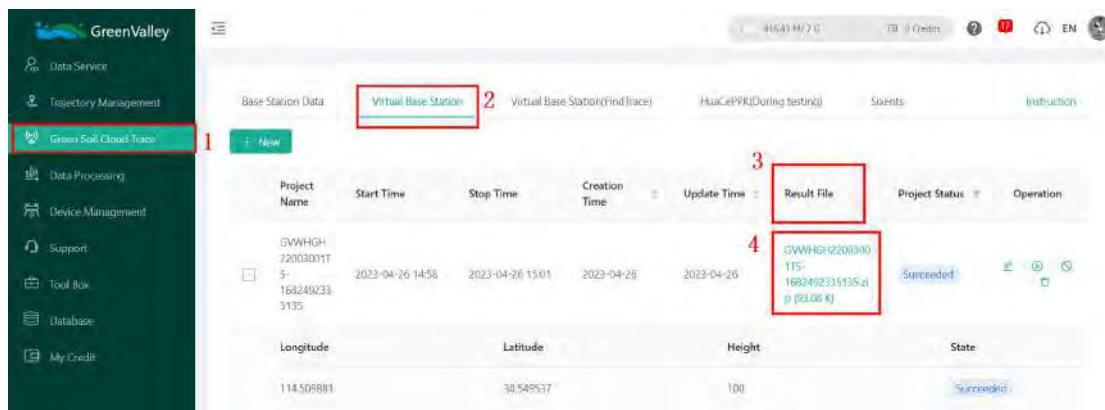 GreenValley
17
EN
Data Service
Trajectory Management
Green Soil Cloud Trace
Data Processing
Device Management
Support
Tool Box
Database
My Credit
1
Base Station Data
Virtual Base Station
2
Virtual Base Station(FindTrace)
HuaCePPK(During testing)
Spents
Instruction
+ New
3
Project
Name
Start Time
Stop Time
Creation
Time
Update Time
Result File
Project Status
Operation
4
GVWHGH
22003001T
S-
168249233
5135
2023-04-26 14:58
2023-04-26 15:01
2023-04-26
2023-04-26
GVWHGH2200300
1TS-
1682492335135.zi
p (93.08 K)
Succeeded
Longitude
Latitude
Height
State
114.509881
30.549537
100
Succeeded